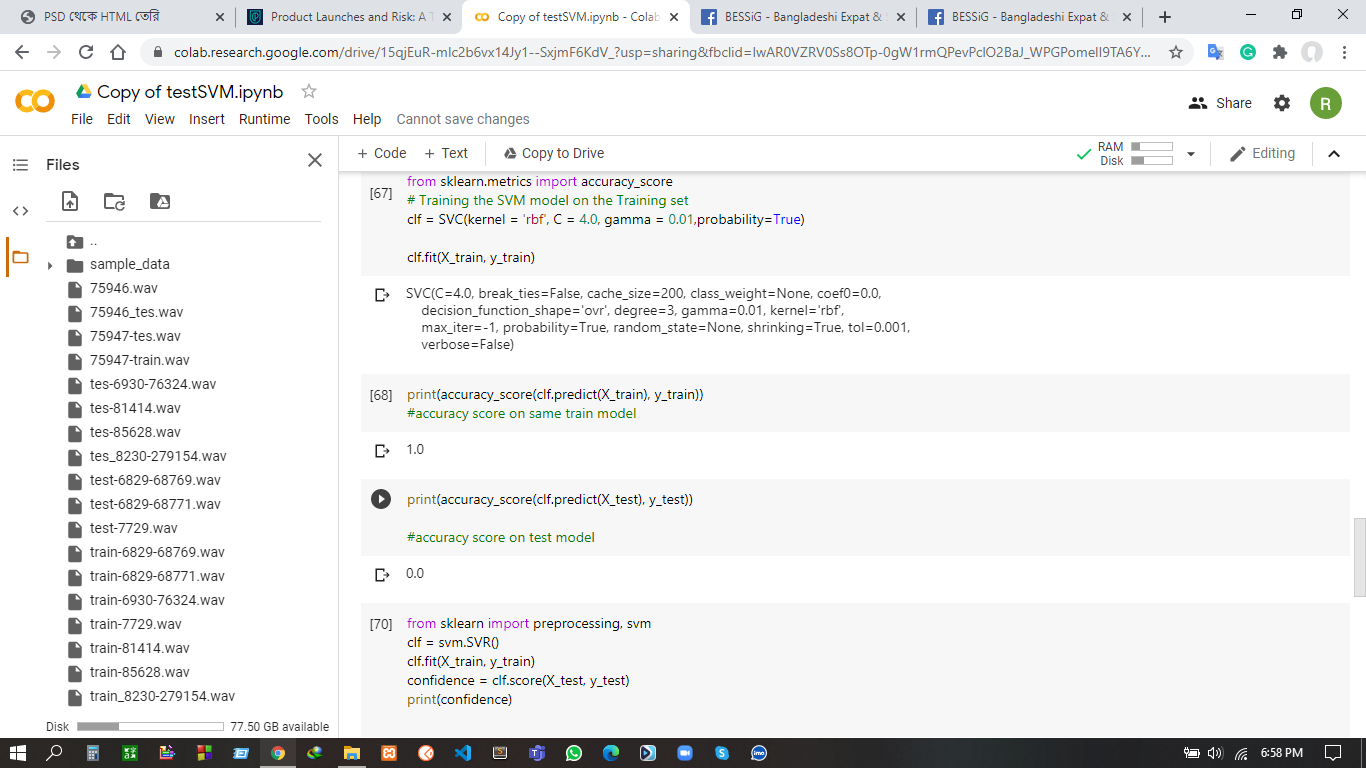 PSD থেকে HTML তেরি
Product Launches and Risk: A T
Copy of testSVM.ipynb - Colab
BESSiG - Bangladeshi Expat &
BESSiG - Bangladeshi Expat &
colab.research.google.com/drive/15qjEuR-mIc2b6vx14Jy1--SxjmF6KdV_?usp=sharing&fbclid=IwAR0VZRV0Ss8OTp-0gW1rmQPevPclO2BaJ_WPGPomeIl9TA6Y...
Copy of testSVM.ipynb
File Edit View Insert Runtime Tools Help Cannot save changes
Share
R
Files
+ Code + Text Copy to Drive
RAM
Disk
Editing
..
sample_data
75946.wav
75946_tes.wav
75947-tes.wav
75947-train.wav
tes-6930-76324.wav
tes-81414.wav
tes-85628.wav
tes_8230-279154.wav
test-6829-68769.wav
test-6829-68771.wav
test-7729.wav
train-6829-68769.wav
train-6829-68771.wav
train-6930-76324.wav
train-7729.wav
train-81414.wav
train-85628.wav
train_8230-279154.wav
Disk 77.50 GB available
[67]
from sklearn.metrics import accuracy_score
# Training the SVM model on the Training set
clf = SVC(kernel = 'rbf', C = 4.0, gamma = 0.01,probability=True)
clf.fit(X_train, y_train)
SVC(C=4.0, break_ties=False, cache_size=200, class_weight=None, coef0=0.0,
decision_function_shape='ovr', degree=3, gamma=0.01, kernel='rbf',
max_iter=-1, probability=True, random_state=None, shrinking=True, tol=0.001,
verbose=False)
[68] print(accuracy_score(clf.predict(X_train), y_train))
#accuracy score on same train model
1.0
print(accuracy_score(clf.predict(X_test), y_test))
#accuracy score on test model
0.0
[70] from sklearn import preprocessing, svm
clf = svm.SVR()
clf.fit(X_train, y_train)
confidence = clf.score(X_test, y_test)
print(confidence)
6:58 PM